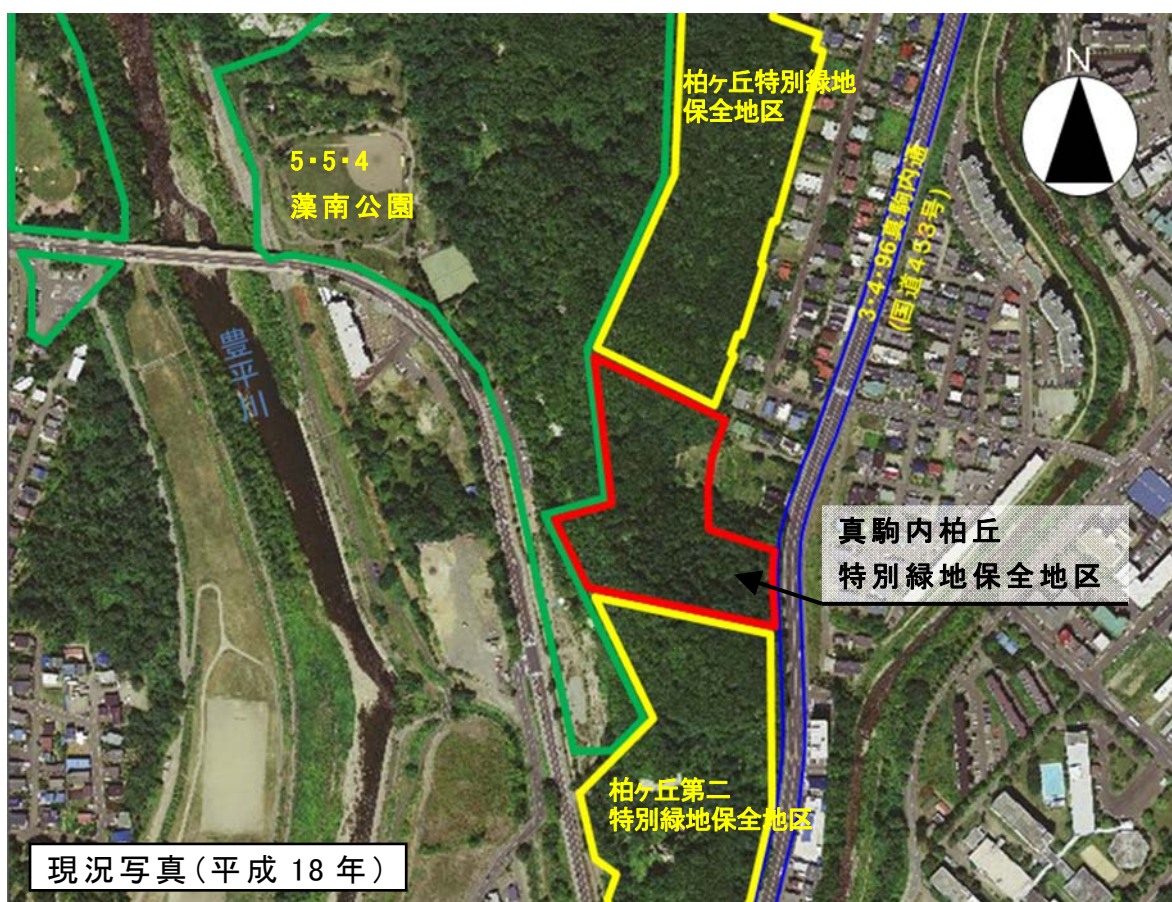 N
柏ヶ丘特別緑地
保全地区
5・5・4
藻南公園
3・4・96真駒内通
(国道453号)
豊平川
真駒内柏丘
特別緑地保全地区
柏ヶ丘第二
特別緑地保全地区
現況写真(平成 18 年)